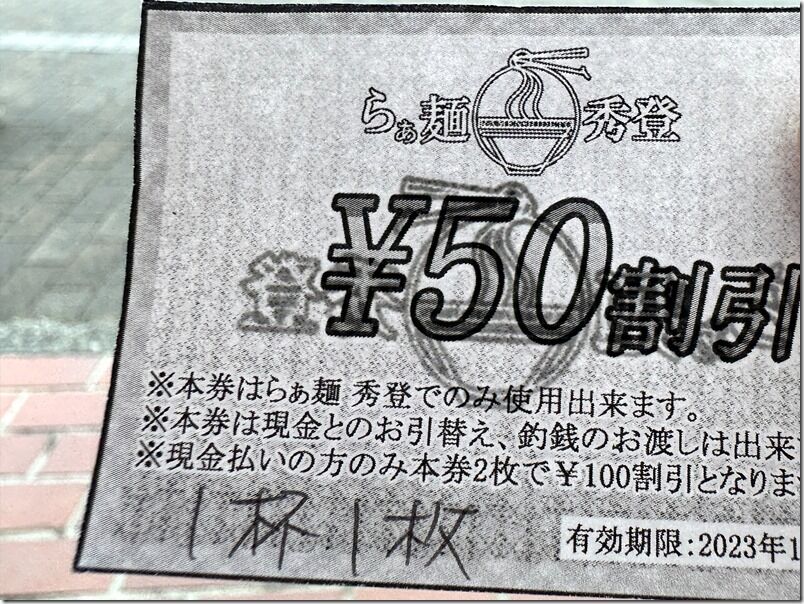 らぁ麺 秀登
¥50割引
※本券はらぁ麺 秀登でのみ使用出来ます。
※本券は現金とのお引替え、釣銭のお渡しは出来
※現金払いの方のみ本券2枚で¥100割引となりま
1杯1枚
有効期限:2023年1